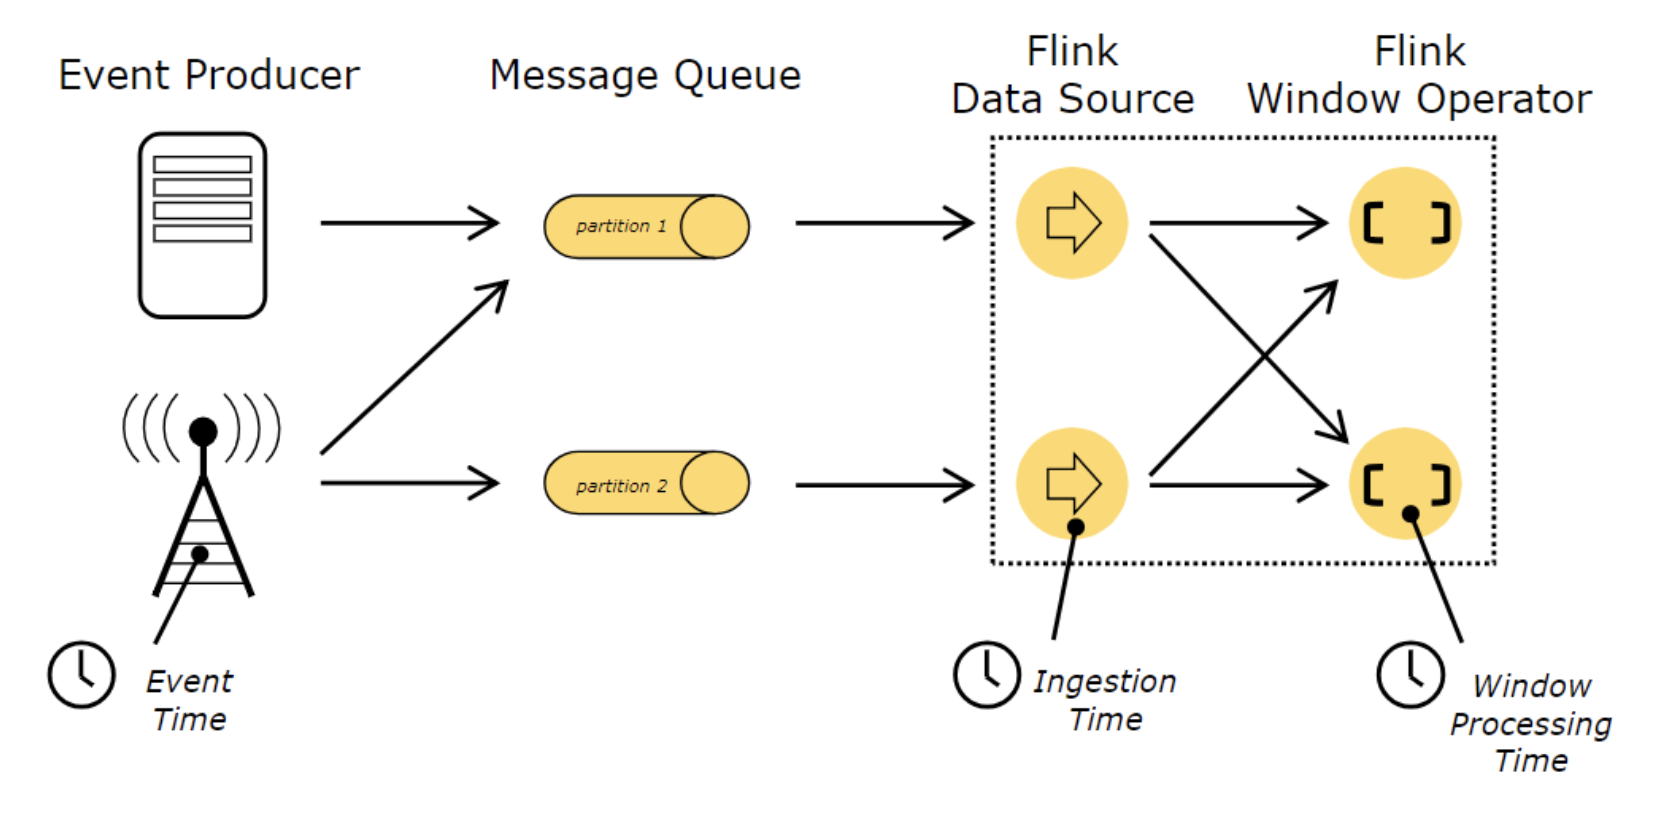 Event Producer
Message Queue
Flink
Data Source
Flink
Window Operator
partition 1
partition 2
Event
Time
Ingestion
Time
Window
Processing
Time